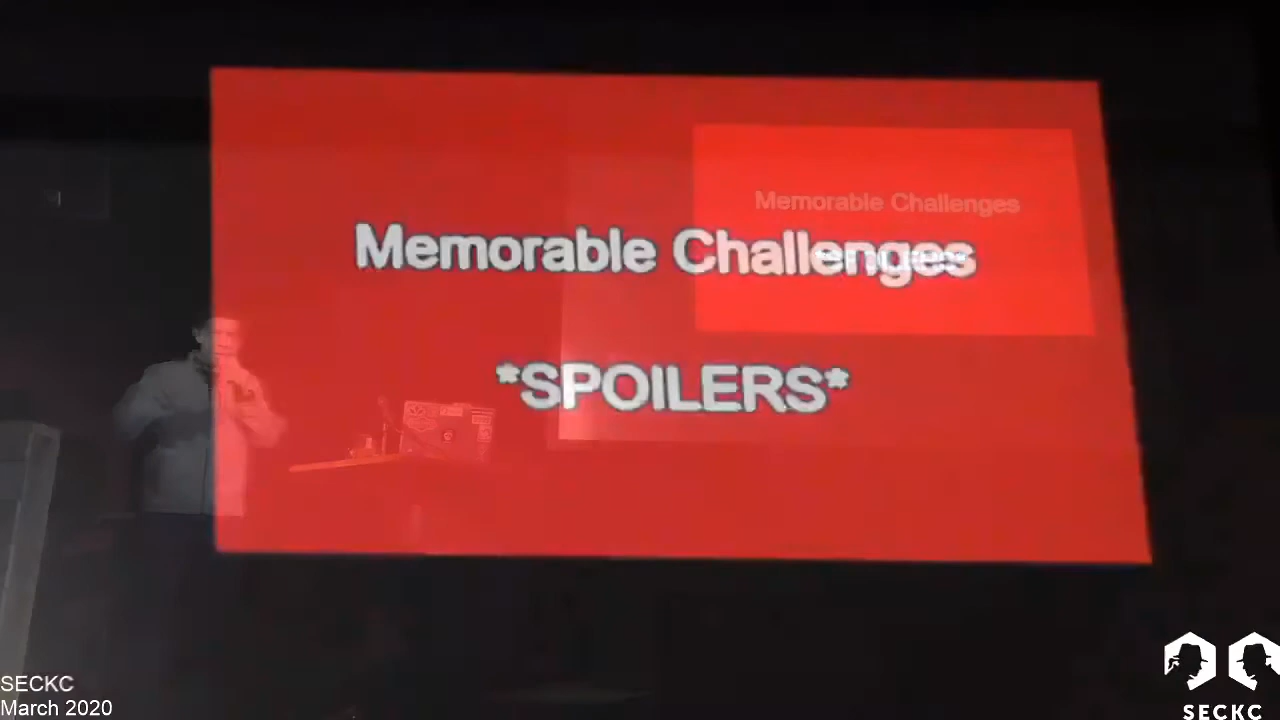 Memorable Challenges
Memorable Challenges
*SPOILERS*
SECKC
March 2020
SECKC